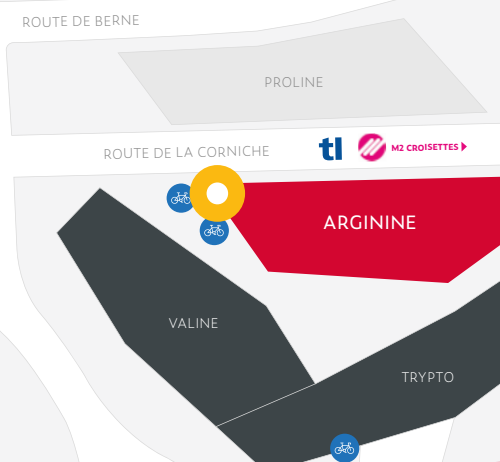 ROUTE DE BERNE
PROLINE
ROUTE DE LA CORNICHE
tl
M2 CROISETTES
ARGININE
VALINE
TRYPTO